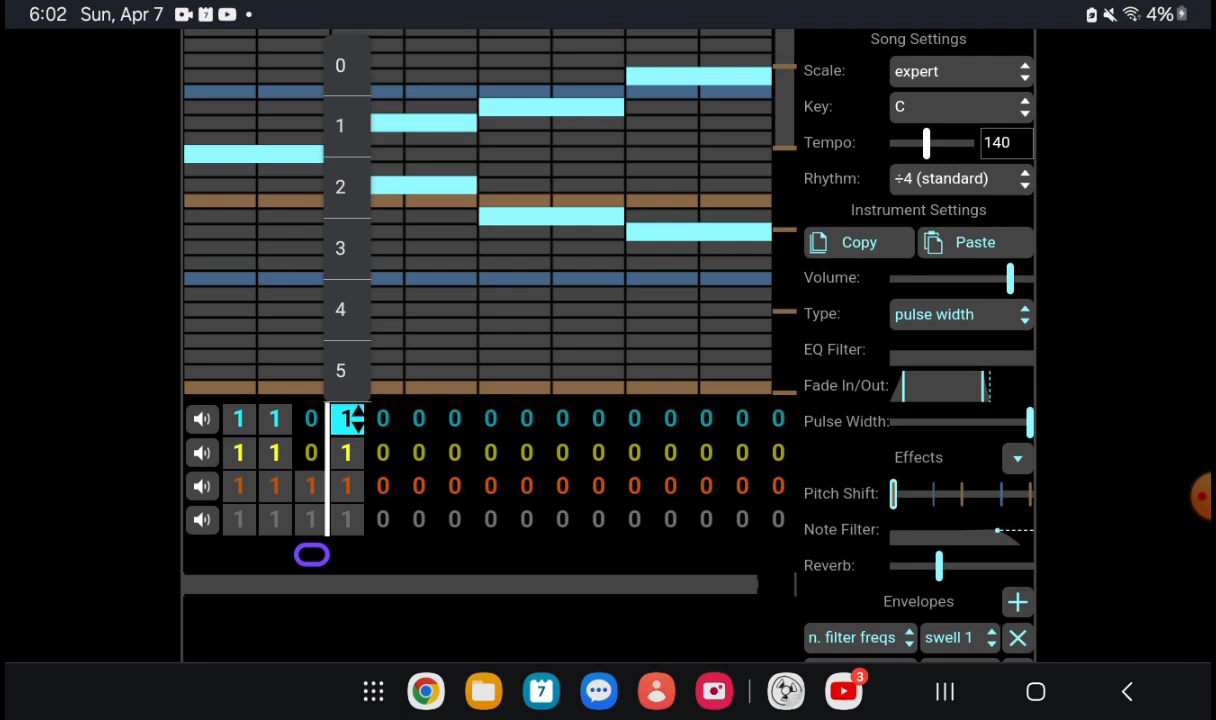 6:02 Sun, Apr 7
4%
Song Settings
Scale: expert
Key: C
Tempo: 140
Rhythm: ÷4 (standard)
Instrument Settings
Copy Paste
Volume:
Type: pulse width
EQ Filter:
Fade In/Out:
Pulse Width:
Effects
Pitch Shift:
Note Filter:
Reverb:
Envelopes
n. filter freqs swell 1
0
1
2
3
4
5
1 1 0 1 0 0 0 0 0 0 0 0 0 0 0 0
1 1 0 1 0 0 0 0 0 0 0 0 0 0 0 0
1 1 1 1 0 0 0 0 0 0 0 0 0 0 0 0
1 1 1 1 0 0 0 0 0 0 0 0 0 0 0 0
7
3